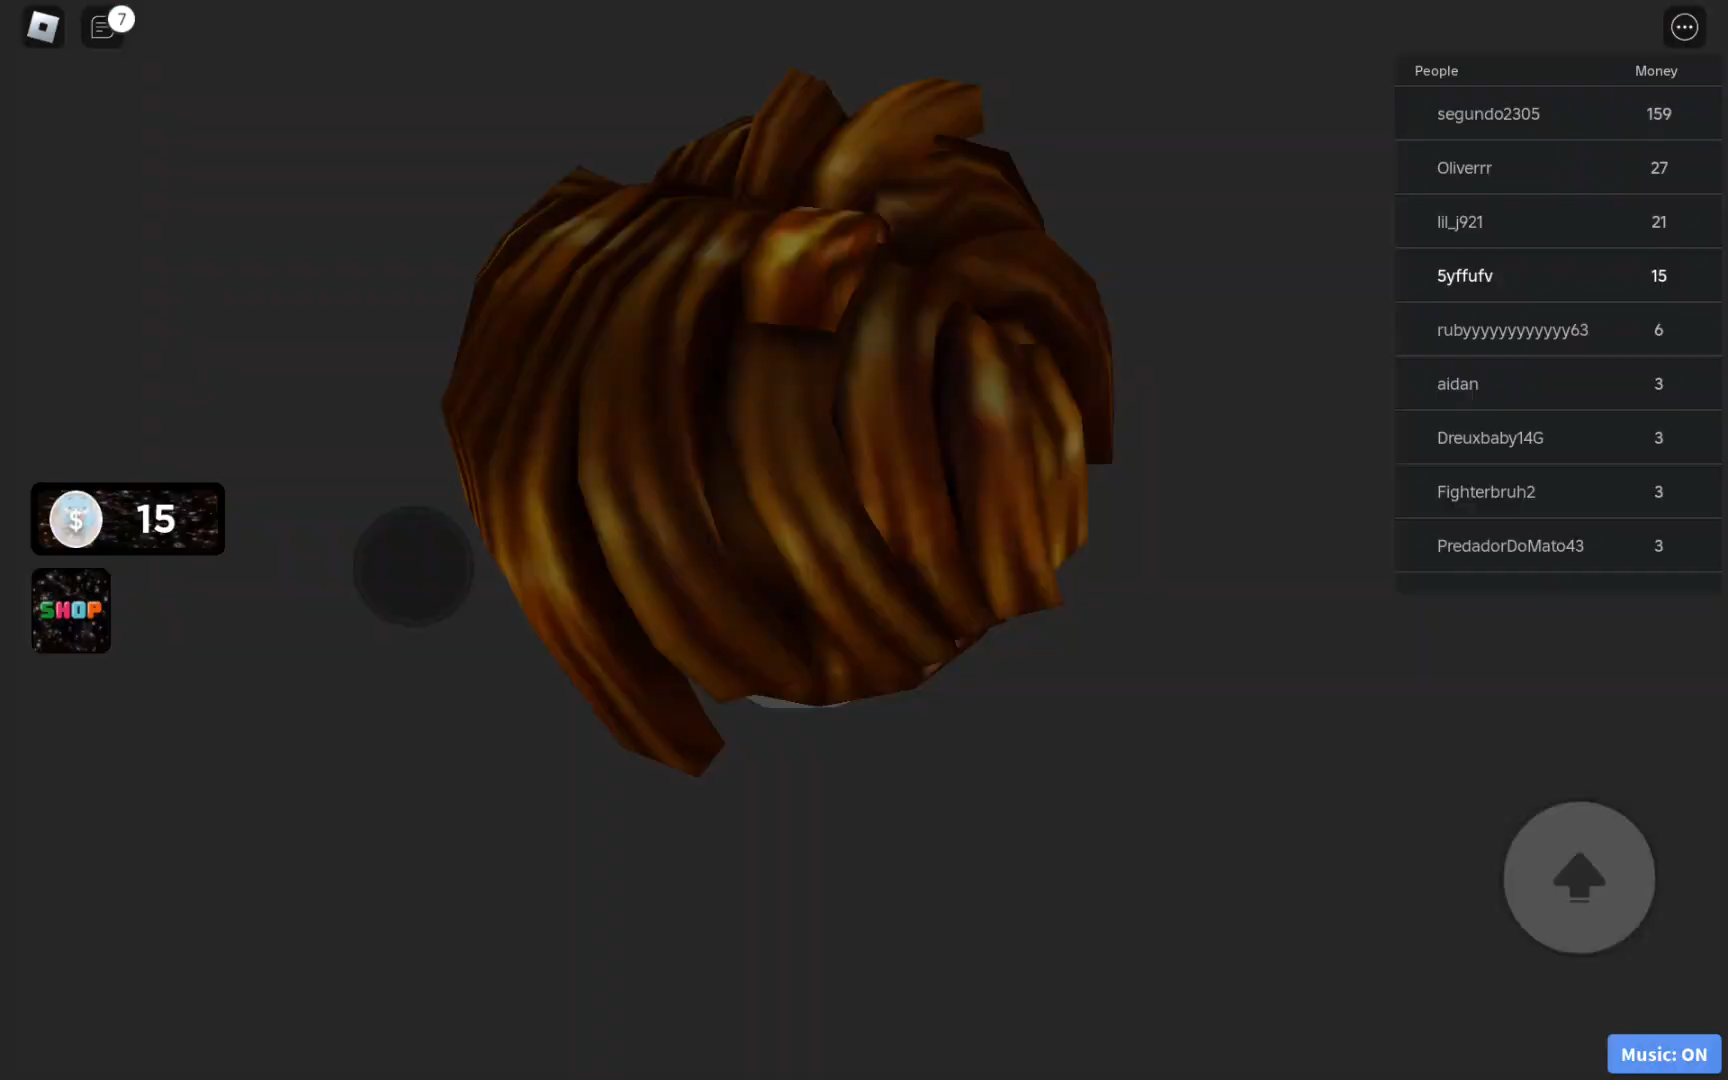 7
People Money
segundo2305 159
Oliverrr 27
lil_j921 21
5yffufv 15
rubyyyyyyyyyyyy63 6
aidan 3
Dreuxbaby14G 3
Fighterbruh2 3
PredadorDoMato43 3
$ 15
SHOP
Music: ON